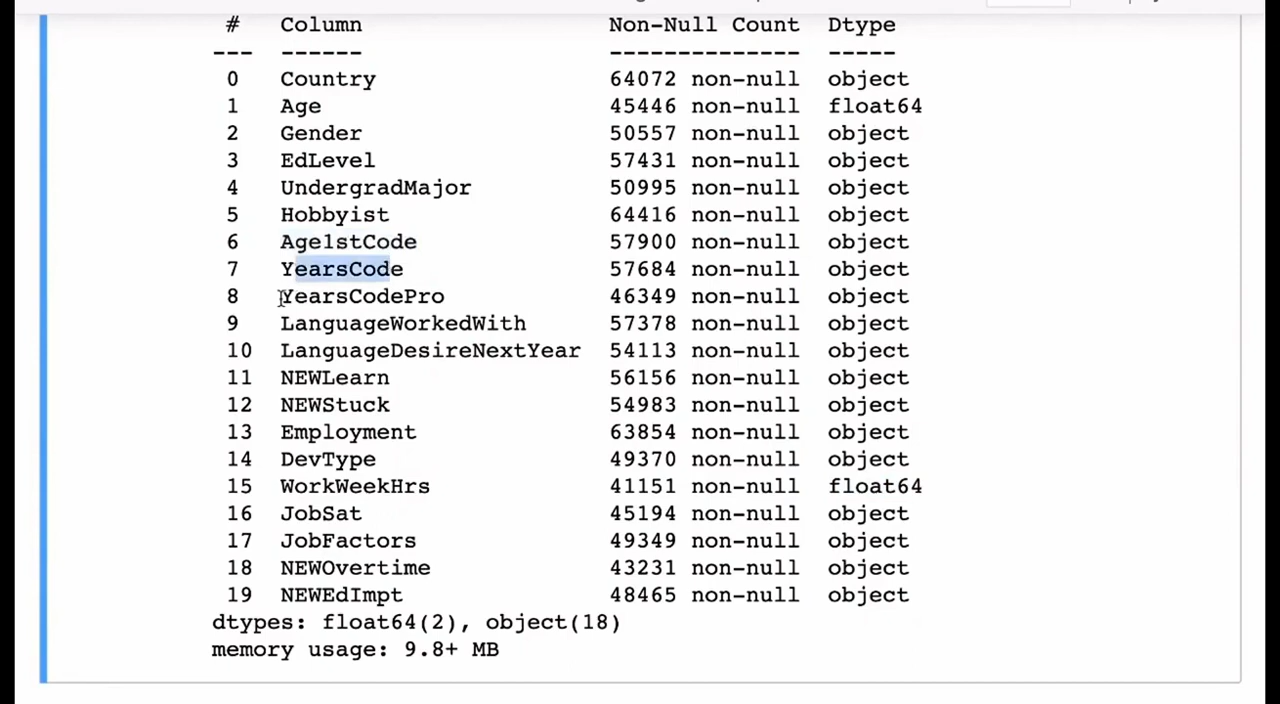 # Column Non-Null Count Dtype
--- ------ -------------- -----
0 Country 64072 non-null object
1 Age 45446 non-null float64
2 Gender 50557 non-null object
3 EdLevel 57431 non-null object
4 UndergradMajor 50995 non-null object
5 Hobbyist 64416 non-null object
6 Age1stCode 57900 non-null object
7 YearsCode 57684 non-null object
8 YearsCodePro 46349 non-null object
9 LanguageWorkedWith 57378 non-null object
10 LanguageDesireNextYear 54113 non-null object
11 NEWLearn 56156 non-null object
12 NEWStuck 54983 non-null object
13 Employment 63854 non-null object
14 DevType 49370 non-null object
15 WorkWeekHrs 41151 non-null float64
16 JobSat 45194 non-null object
17 JobFactors 49349 non-null object
18 NEWOvertime 43231 non-null object
19 NEWEdImpt 48465 non-null object
dtypes: float64(2), object(18)
memory usage: 9.8+ MB